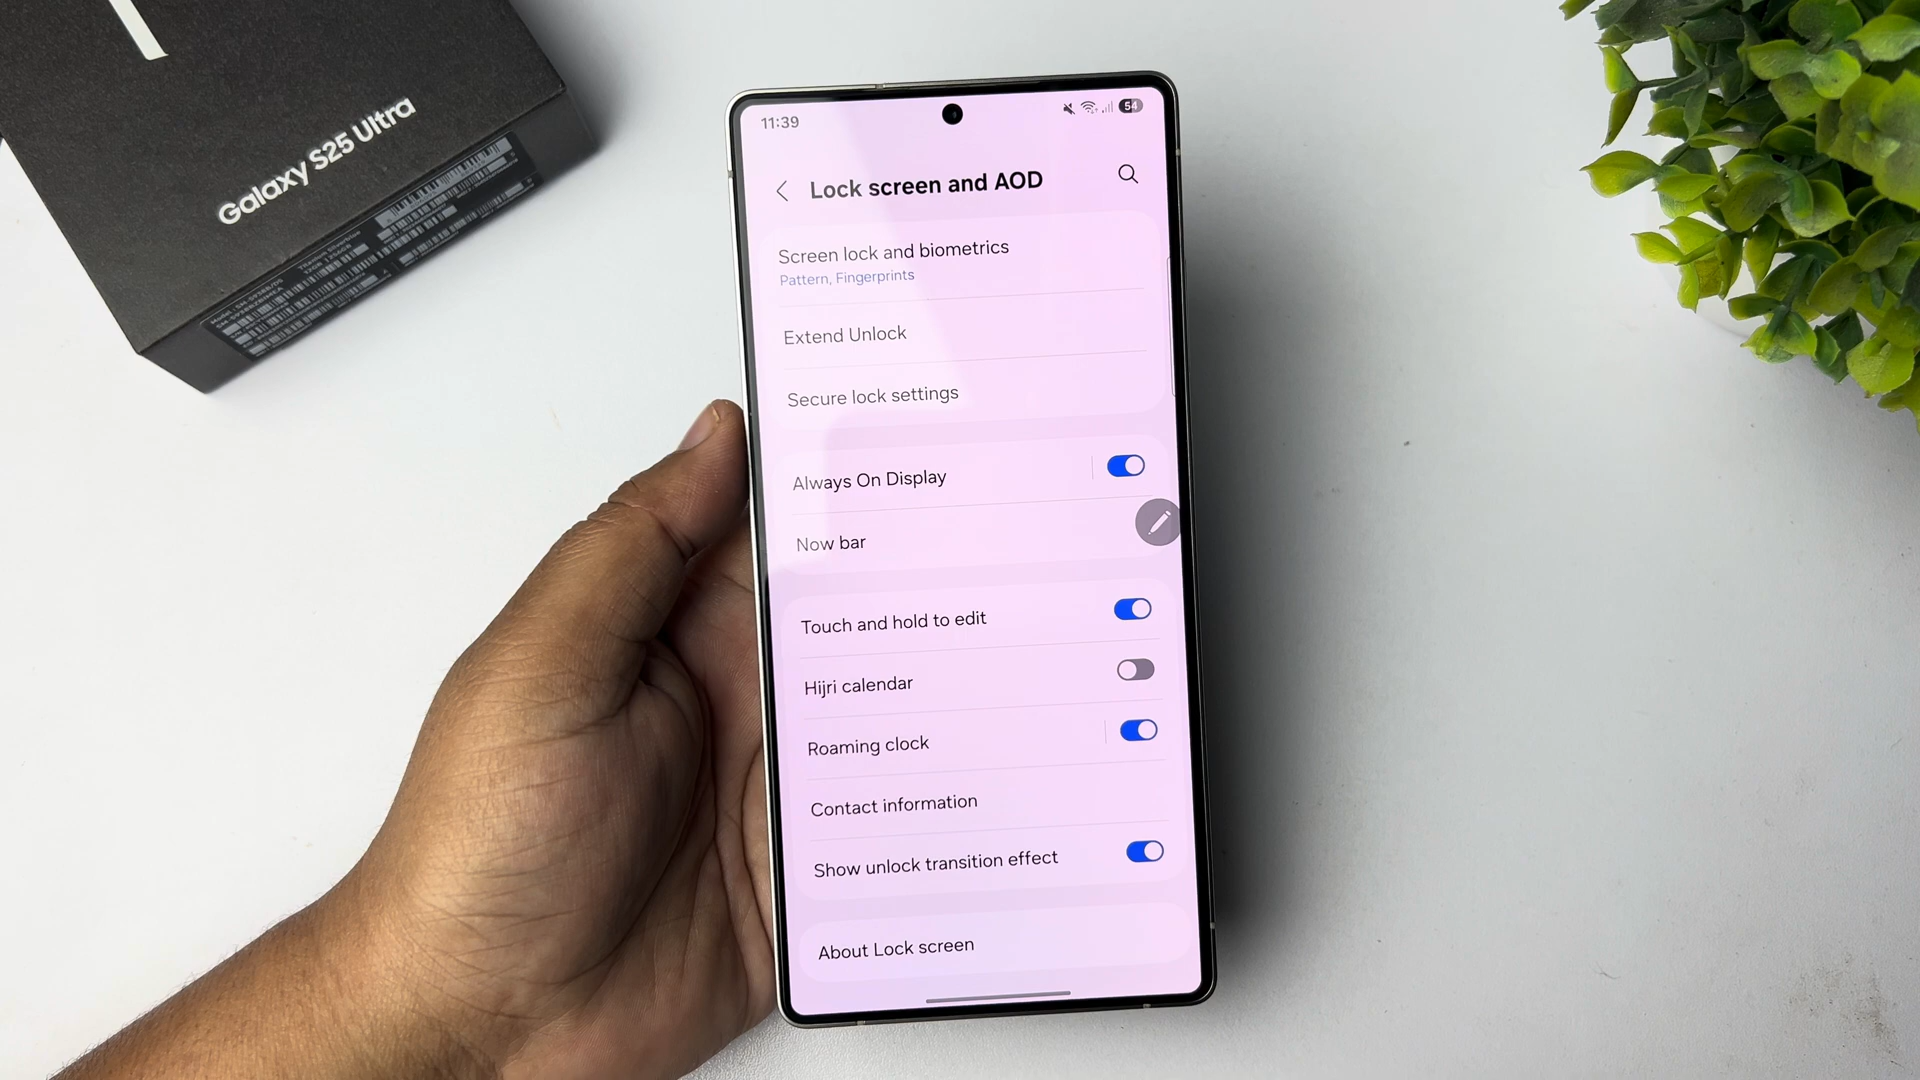 Galaxy S25 Ultra
11:39
54
Lock screen and AOD
Screen lock and biometrics
Pattern, Fingerprints
Extend Unlock
Secure lock settings
Always On Display
Now bar
Touch and hold to edit
Hijri calendar
Roaming clock
Contact information
Show unlock transition effect
About Lock screen